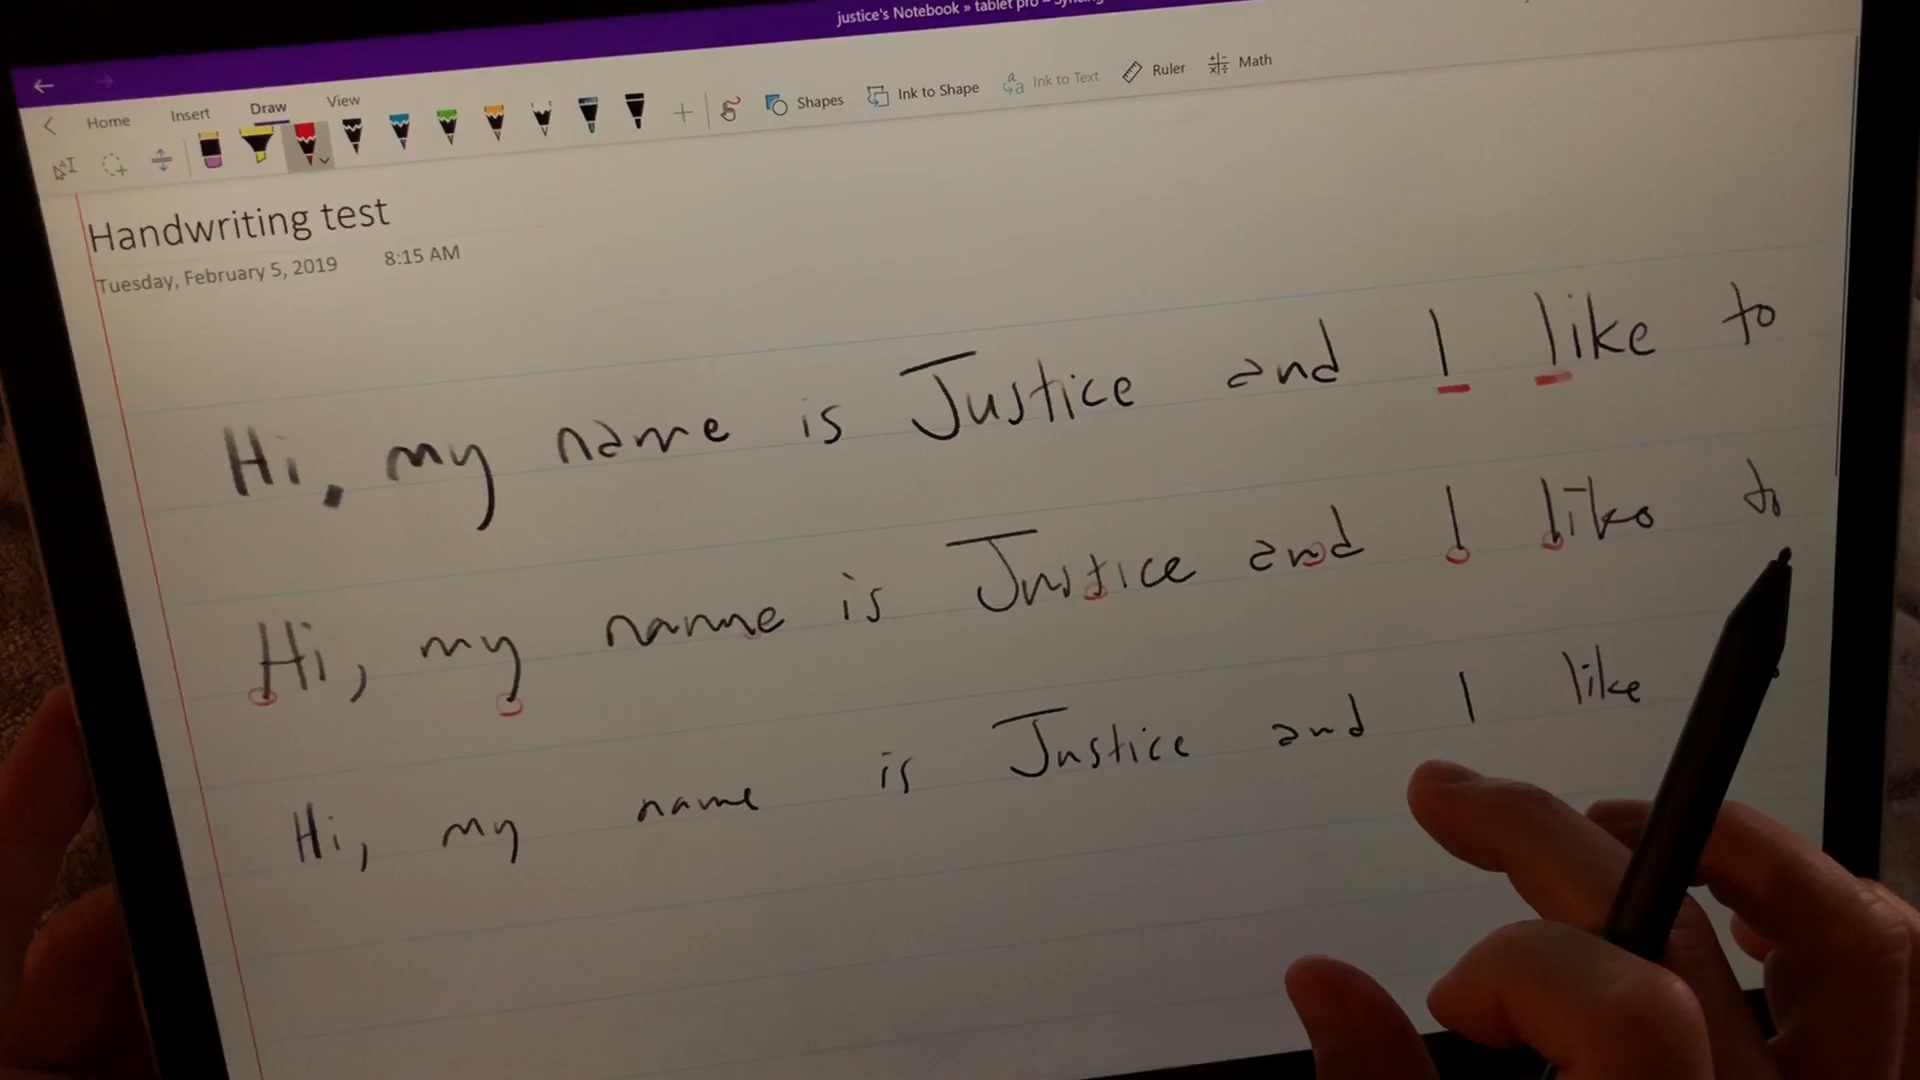 justice's Notebook » tablet pro – Syncing
Home Insert Draw View
Shapes Ink to Shape Ink to Text Ruler Math
Handwriting test
Tuesday, February 5, 2019 8:15 AM
Hi, my name is Justice and I like to
Hi, my name is Justice and I like to
Hi, my name is Justice and I like